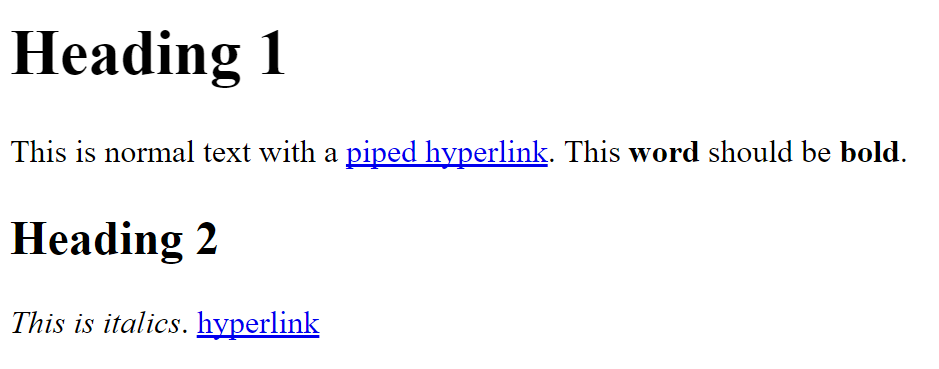 Heading 1
This is normal text with a piped hyperlink. This word should be bold.
Heading 2
This is italics. hyperlink